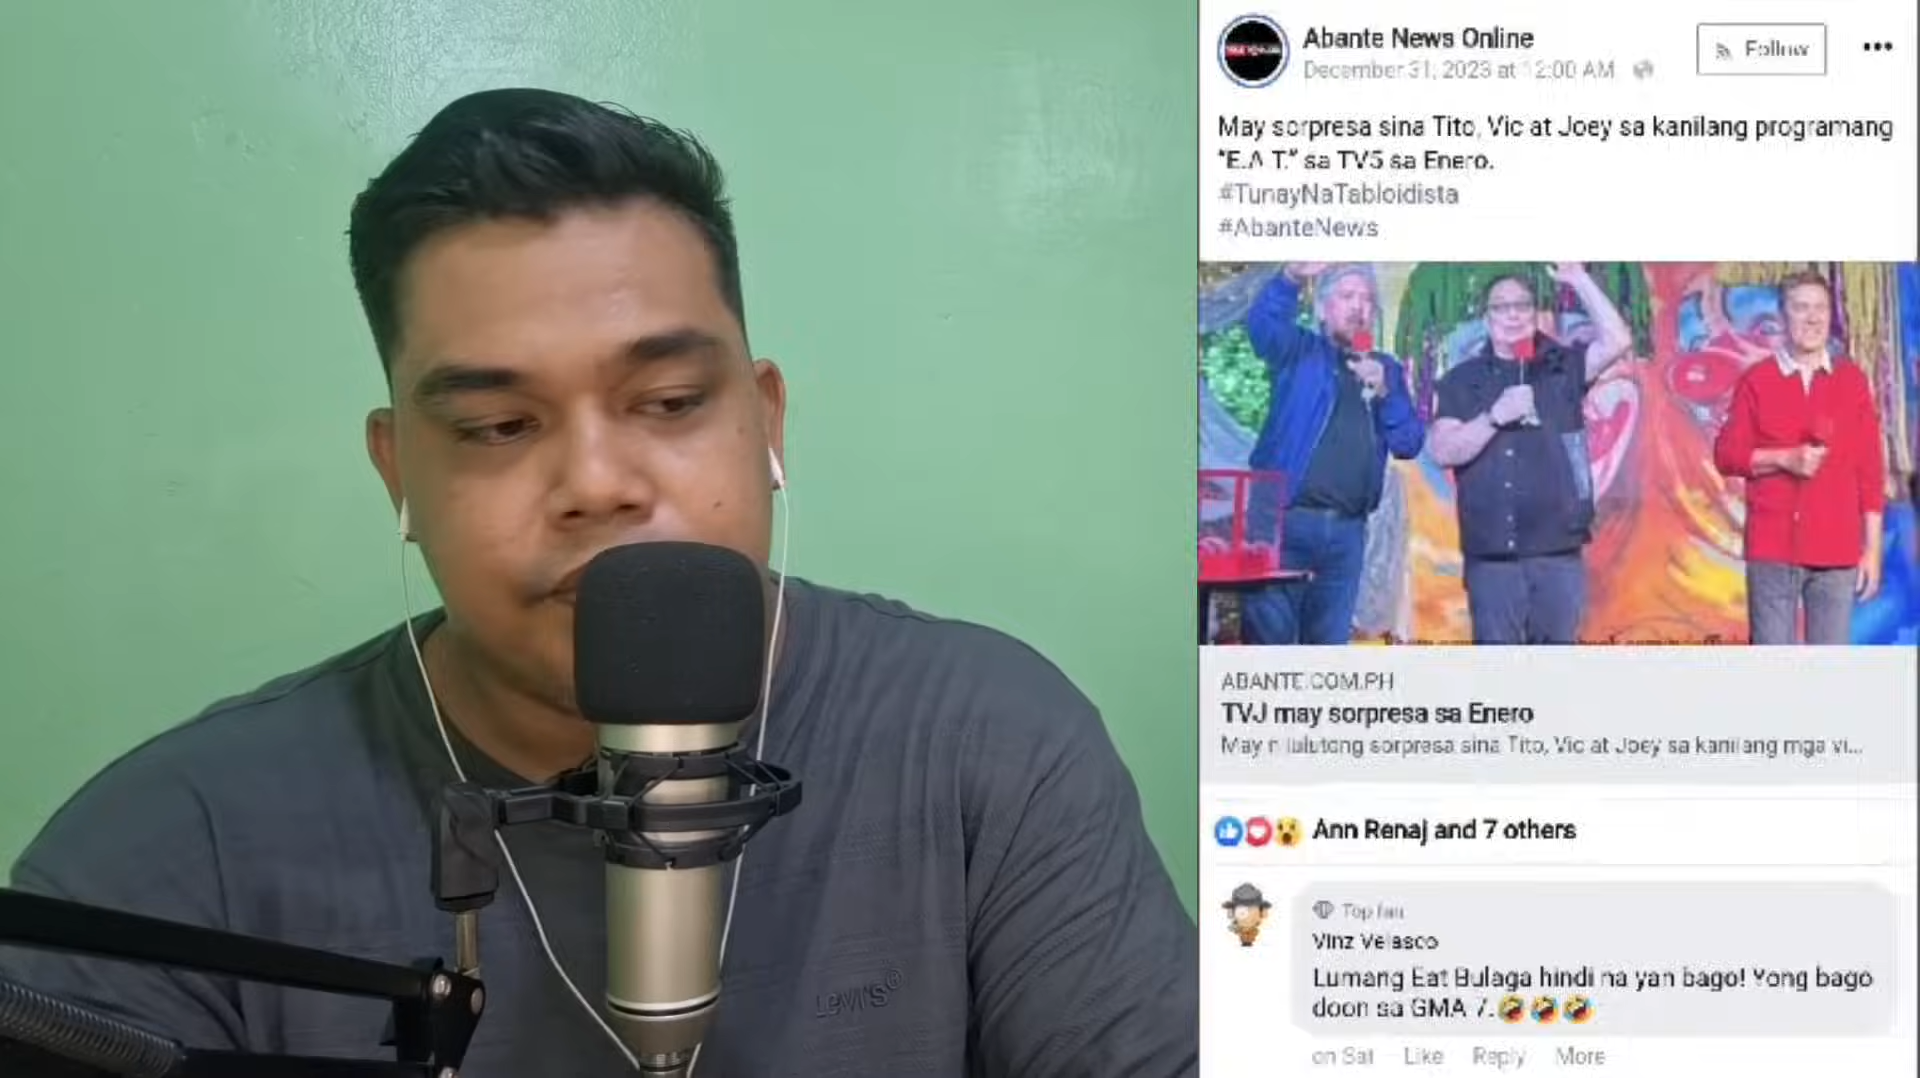 Abante News Online
Follow
December 31, 2023 at 12:00 AM
May sorpresa sina Tito, Vic at Joey sa kanilang programang
"E.A T." sa TV5 sa Enero.
#TunayNaTabloidista
#AbanteNews
ABANTE.COM.PH
TVJ may sorpresa sa Enero
May nilulutong sorpresa sina Tito, Vic at Joey sa kanilang mga vi...
Ann Renaj and 7 others
Top fan
Vinz Velasco
Lumang Eat Bulaga hindi na yan bago! Yong bago
doon sa GMA 7.🤣🤣🤣
on Sat Like Reply More
Levi's